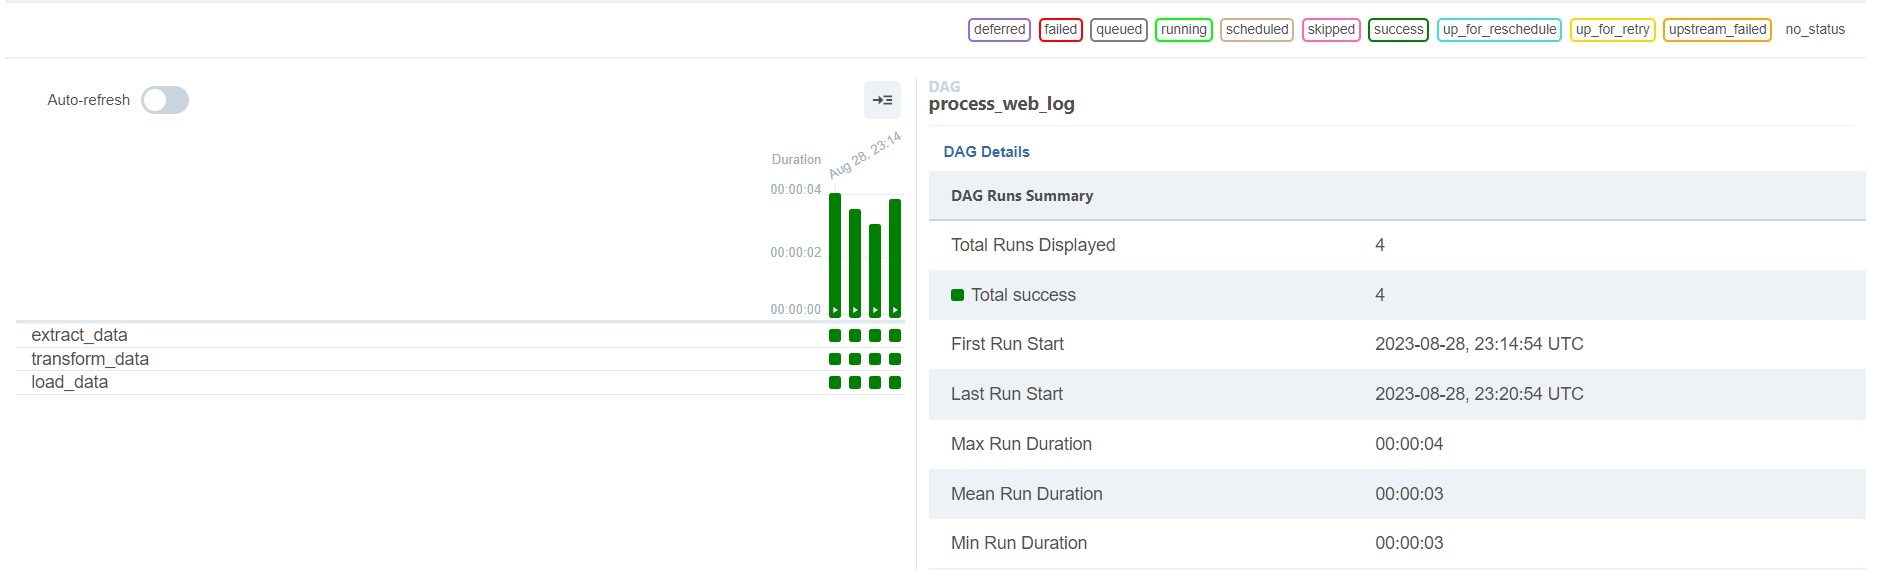 deferred failed queued running scheduled skipped success up_for_reschedule up_for_retry upstream_failed no_status
Auto-refresh
Duration
Aug 28, 23:14
00:00:04
00:00:02
00:00:00
extract_data
transform_data
load_data
DAG
process_web_log
DAG Details
DAG Runs Summary
Total Runs Displayed 4
Total success 4
First Run Start 2023-08-28, 23:14:54 UTC
Last Run Start 2023-08-28, 23:20:54 UTC
Max Run Duration 00:00:04
Mean Run Duration 00:00:03
Min Run Duration 00:00:03